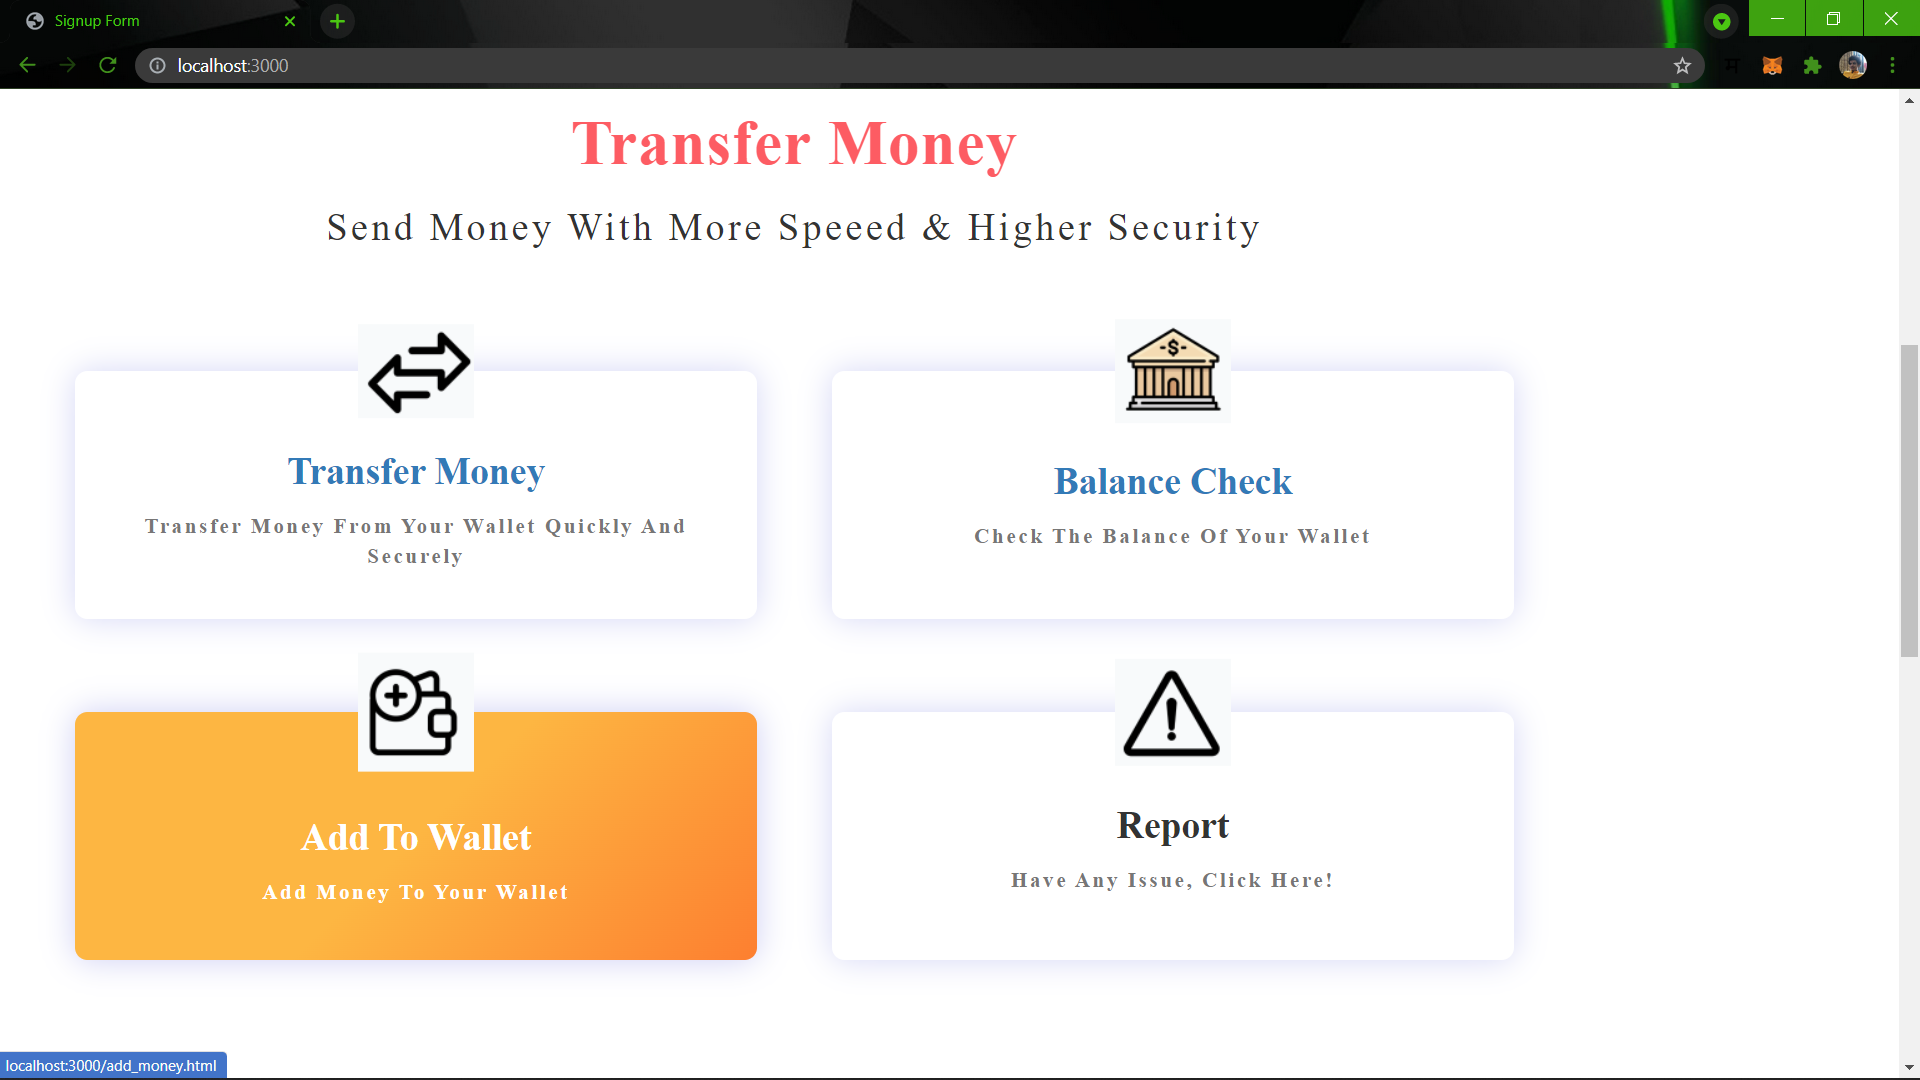 Signup Form
localhost:3000
म
Transfer Money
Send Money With More Speeed & Higher Security
-$-
Transfer Money
Transfer Money From Your Wallet Quickly And
Securely
Balance Check
Check The Balance Of Your Wallet
Add To Wallet
Add Money To Your Wallet
Report
Have Any Issue, Click Here!
localhost:3000/add_money.html